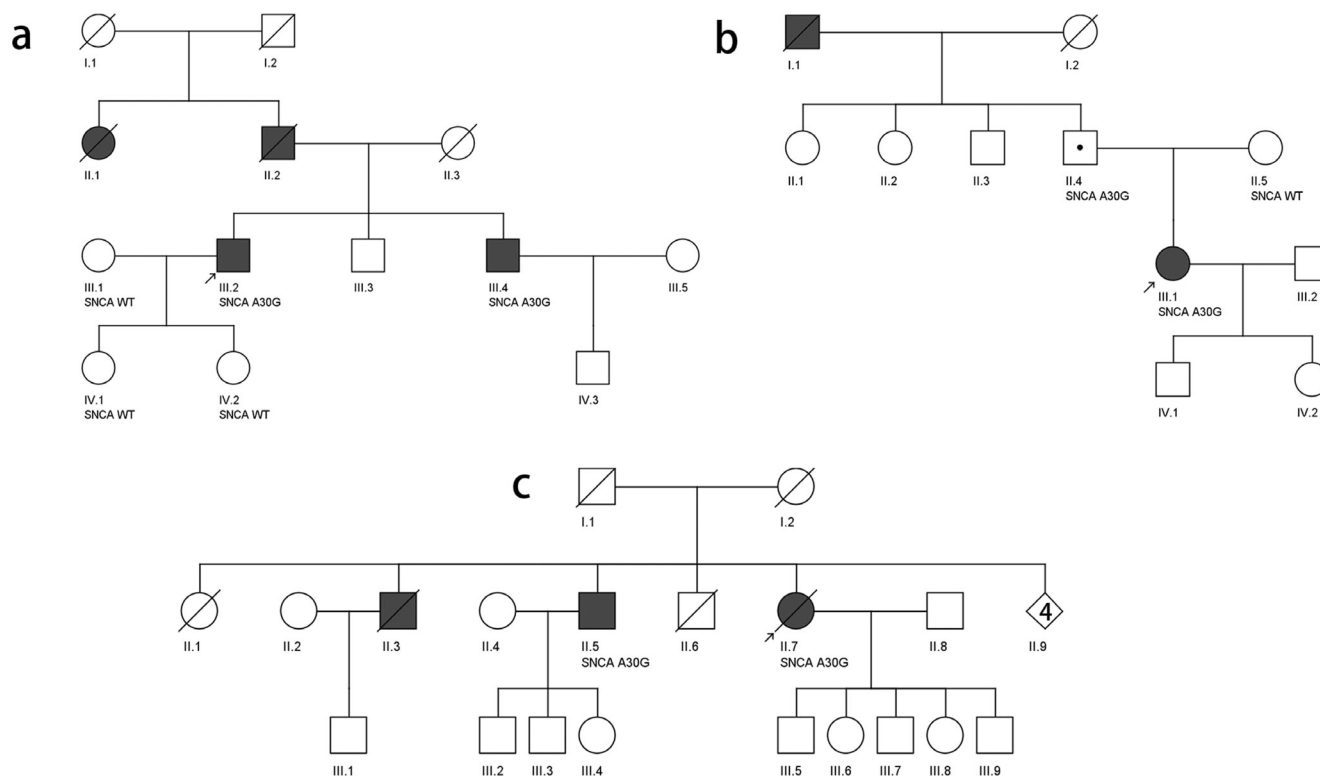 a
I.1
I.2
II.1
II.2
II.3
III.1
SNCA WT
III.2
SNCA A30G
III.3
III.4
SNCA A30G
III.5
IV.1
SNCA WT
IV.2
SNCA WT
IV.3
b
I.1
I.2
II.1
II.2
II.3
II.4
SNCA A30G
II.5
SNCA WT
III.1
SNCA A30G
III.2
IV.1
IV.2
c
I.1
I.2
4
II.1
II.2
II.3
II.4
II.5
SNCA A30G
II.6
II.7
SNCA A30G
II.8
II.9
III.1
III.2
III.3
III.4
III.5
III.6
III.7
III.8
III.9